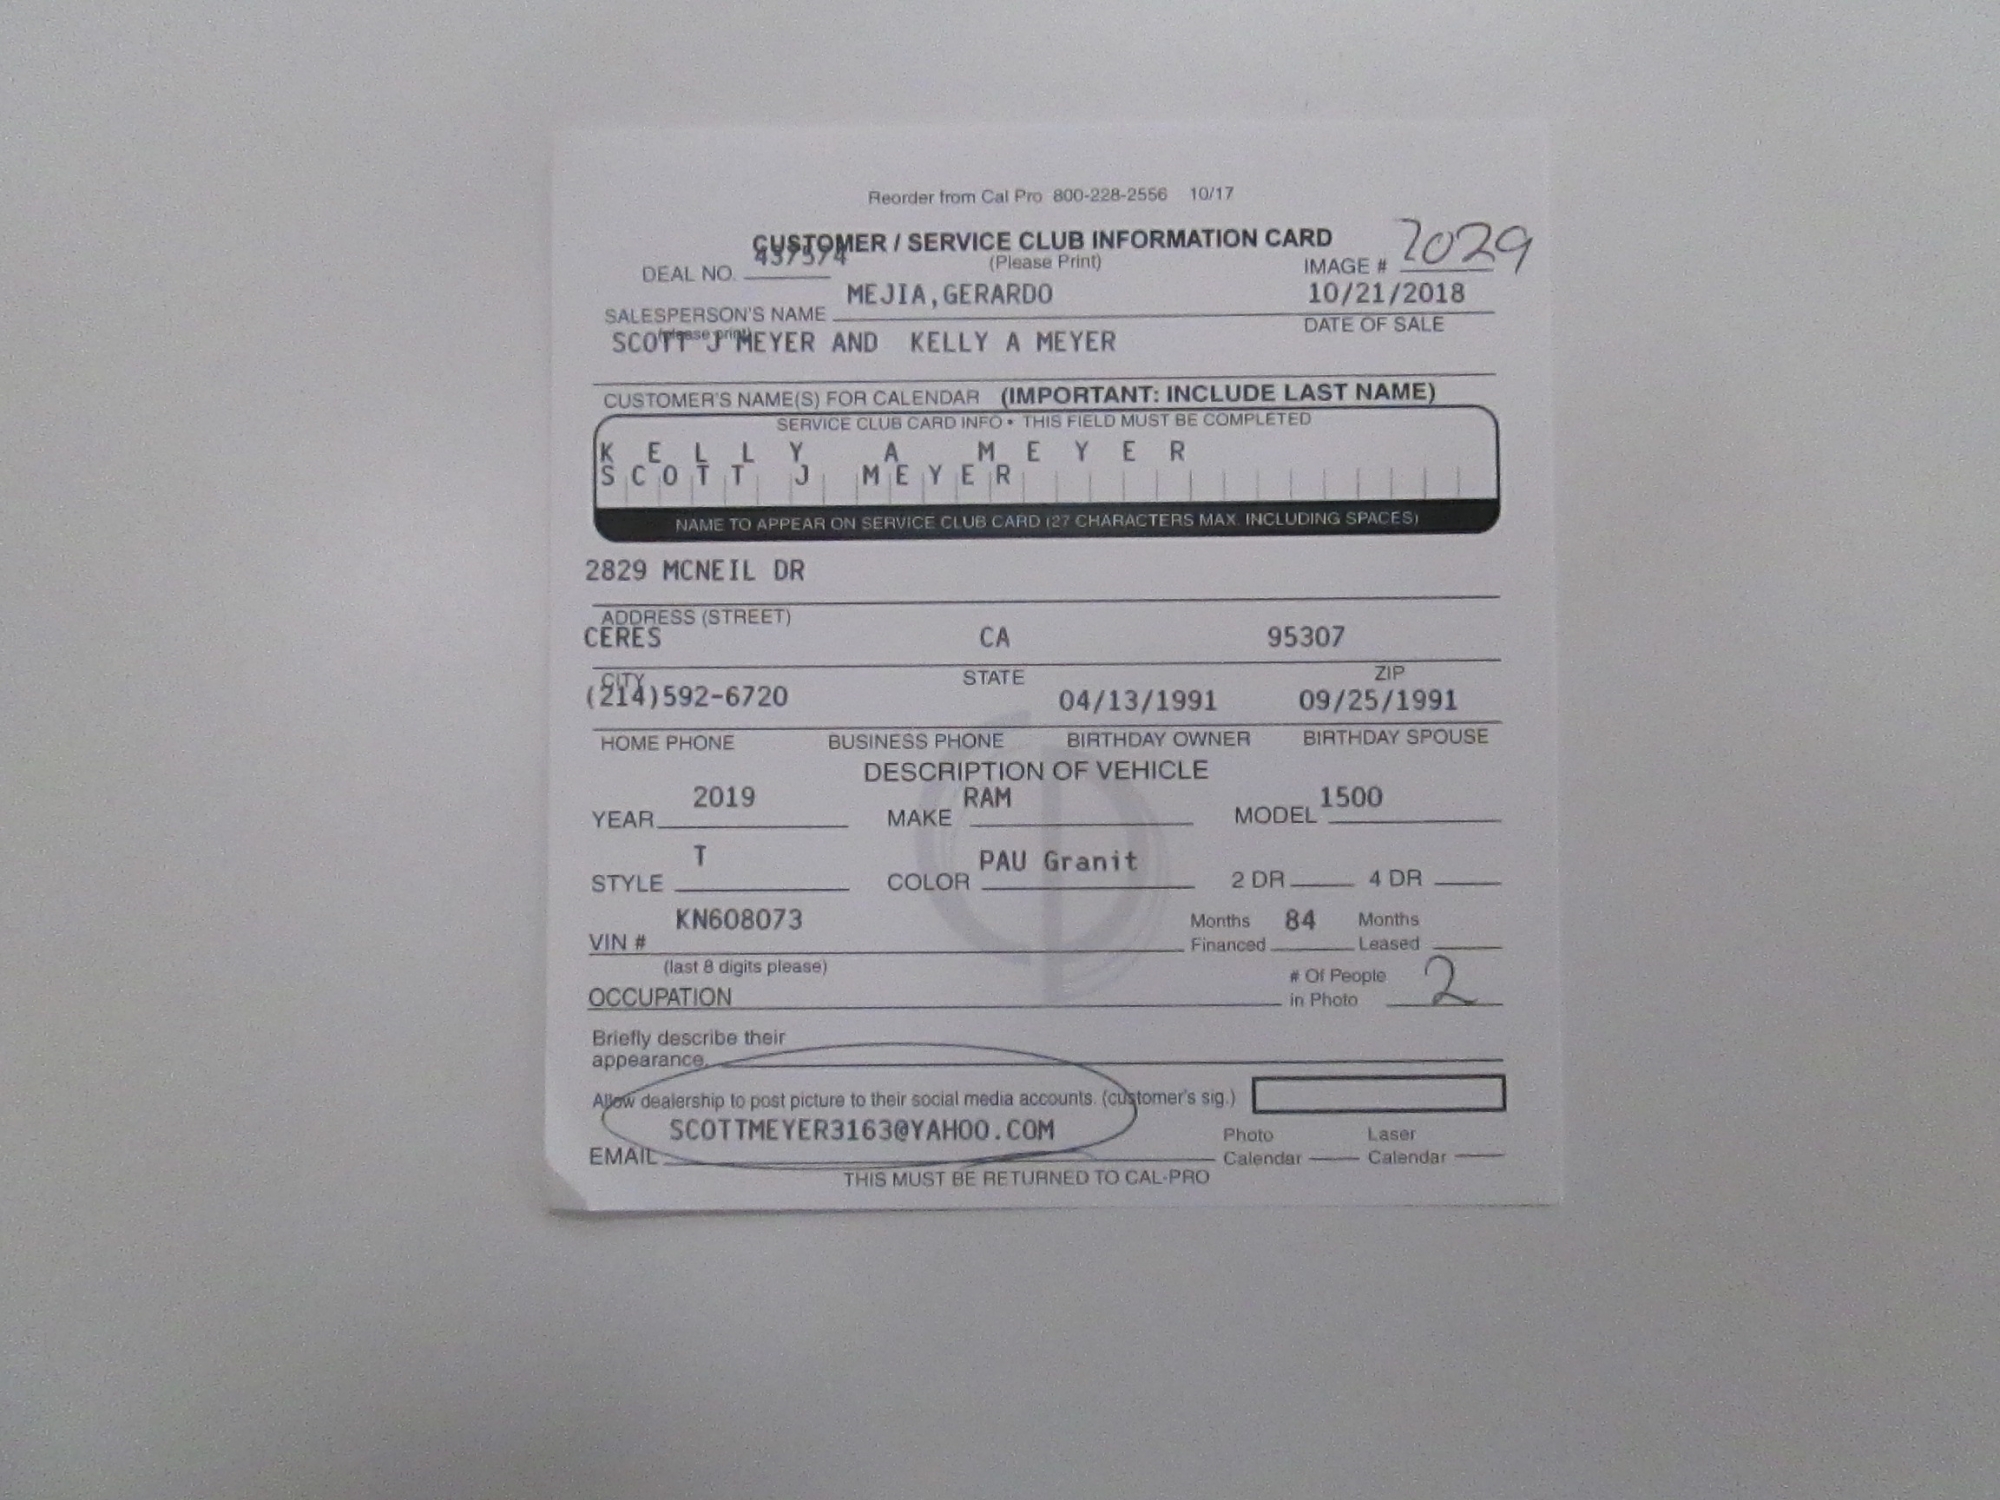 Reorder from Cal Pro 800-228-2556 10/17
CUSTOMER / SERVICE CLUB INFORMATION CARD
(Please Print)
DEAL NO. 437574
IMAGE # 2029
SALESPERSON'S NAME MEJIA,GERARDO 10/21/2018
(please print)
DATE OF SALE
SCOTT J MEYER AND KELLY A MEYER
CUSTOMER'S NAME(S) FOR CALENDAR (IMPORTANT: INCLUDE LAST NAME)
SERVICE CLUB CARD INFO • THIS FIELD MUST BE COMPLETED
KELLY A MEYER
SCOTT J MEYER
NAME TO APPEAR ON SERVICE CLUB CARD (27 CHARACTERS MAX. INCLUDING SPACES)
2829 MCNEIL DR
ADDRESS (STREET)
CERES CA 95307
CITY STATE ZIP
(214)592-6720 04/13/1991 09/25/1991
HOME PHONE BUSINESS PHONE BIRTHDAY OWNER BIRTHDAY SPOUSE
DESCRIPTION OF VEHICLE
YEAR 2019 MAKE RAM MODEL 1500
STYLE T COLOR PAU Granit 2 DR 4 DR
VIN # KN608073 Months Financed 84 Months Leased
(last 8 digits please)
OCCUPATION # Of People in Photo 2
Briefly describe their
appearance.
Allow dealership to post picture to their social media accounts. (customer's sig.)
EMAIL SCOTTMEYER3163@YAHOO.COM Photo Calendar Laser Calendar
THIS MUST BE RETURNED TO CAL-PRO